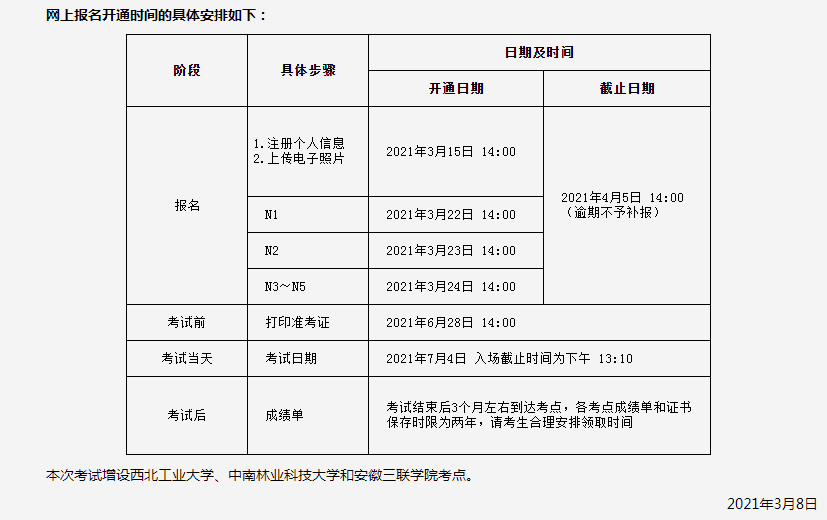 网上报名开通时间的具体安排如下：
阶段
具体步骤
日期及时间
开通日期
截止日期
报名
1.注册个人信息
2.上传电子照片
2021年3月15日 14:00
2021年4月5日 14:00
（逾期不予补报）
N1
2021年3月22日 14:00
N2
2021年3月23日 14:00
N3～N5
2021年3月24日 14:00
考试前
打印准考证
2021年6月28日 14:00
考试当天
考试日期
2021年7月4日 入场截止时间为下午 13:10
考试后
成绩单
考试结束后3个月左右到达考点，各考点成绩单和证书
保存时限为两年，请考生合理安排领取时间
本次考试增设西北工业大学、中南林业科技大学和安徽三联学院考点。
2021年3月8日